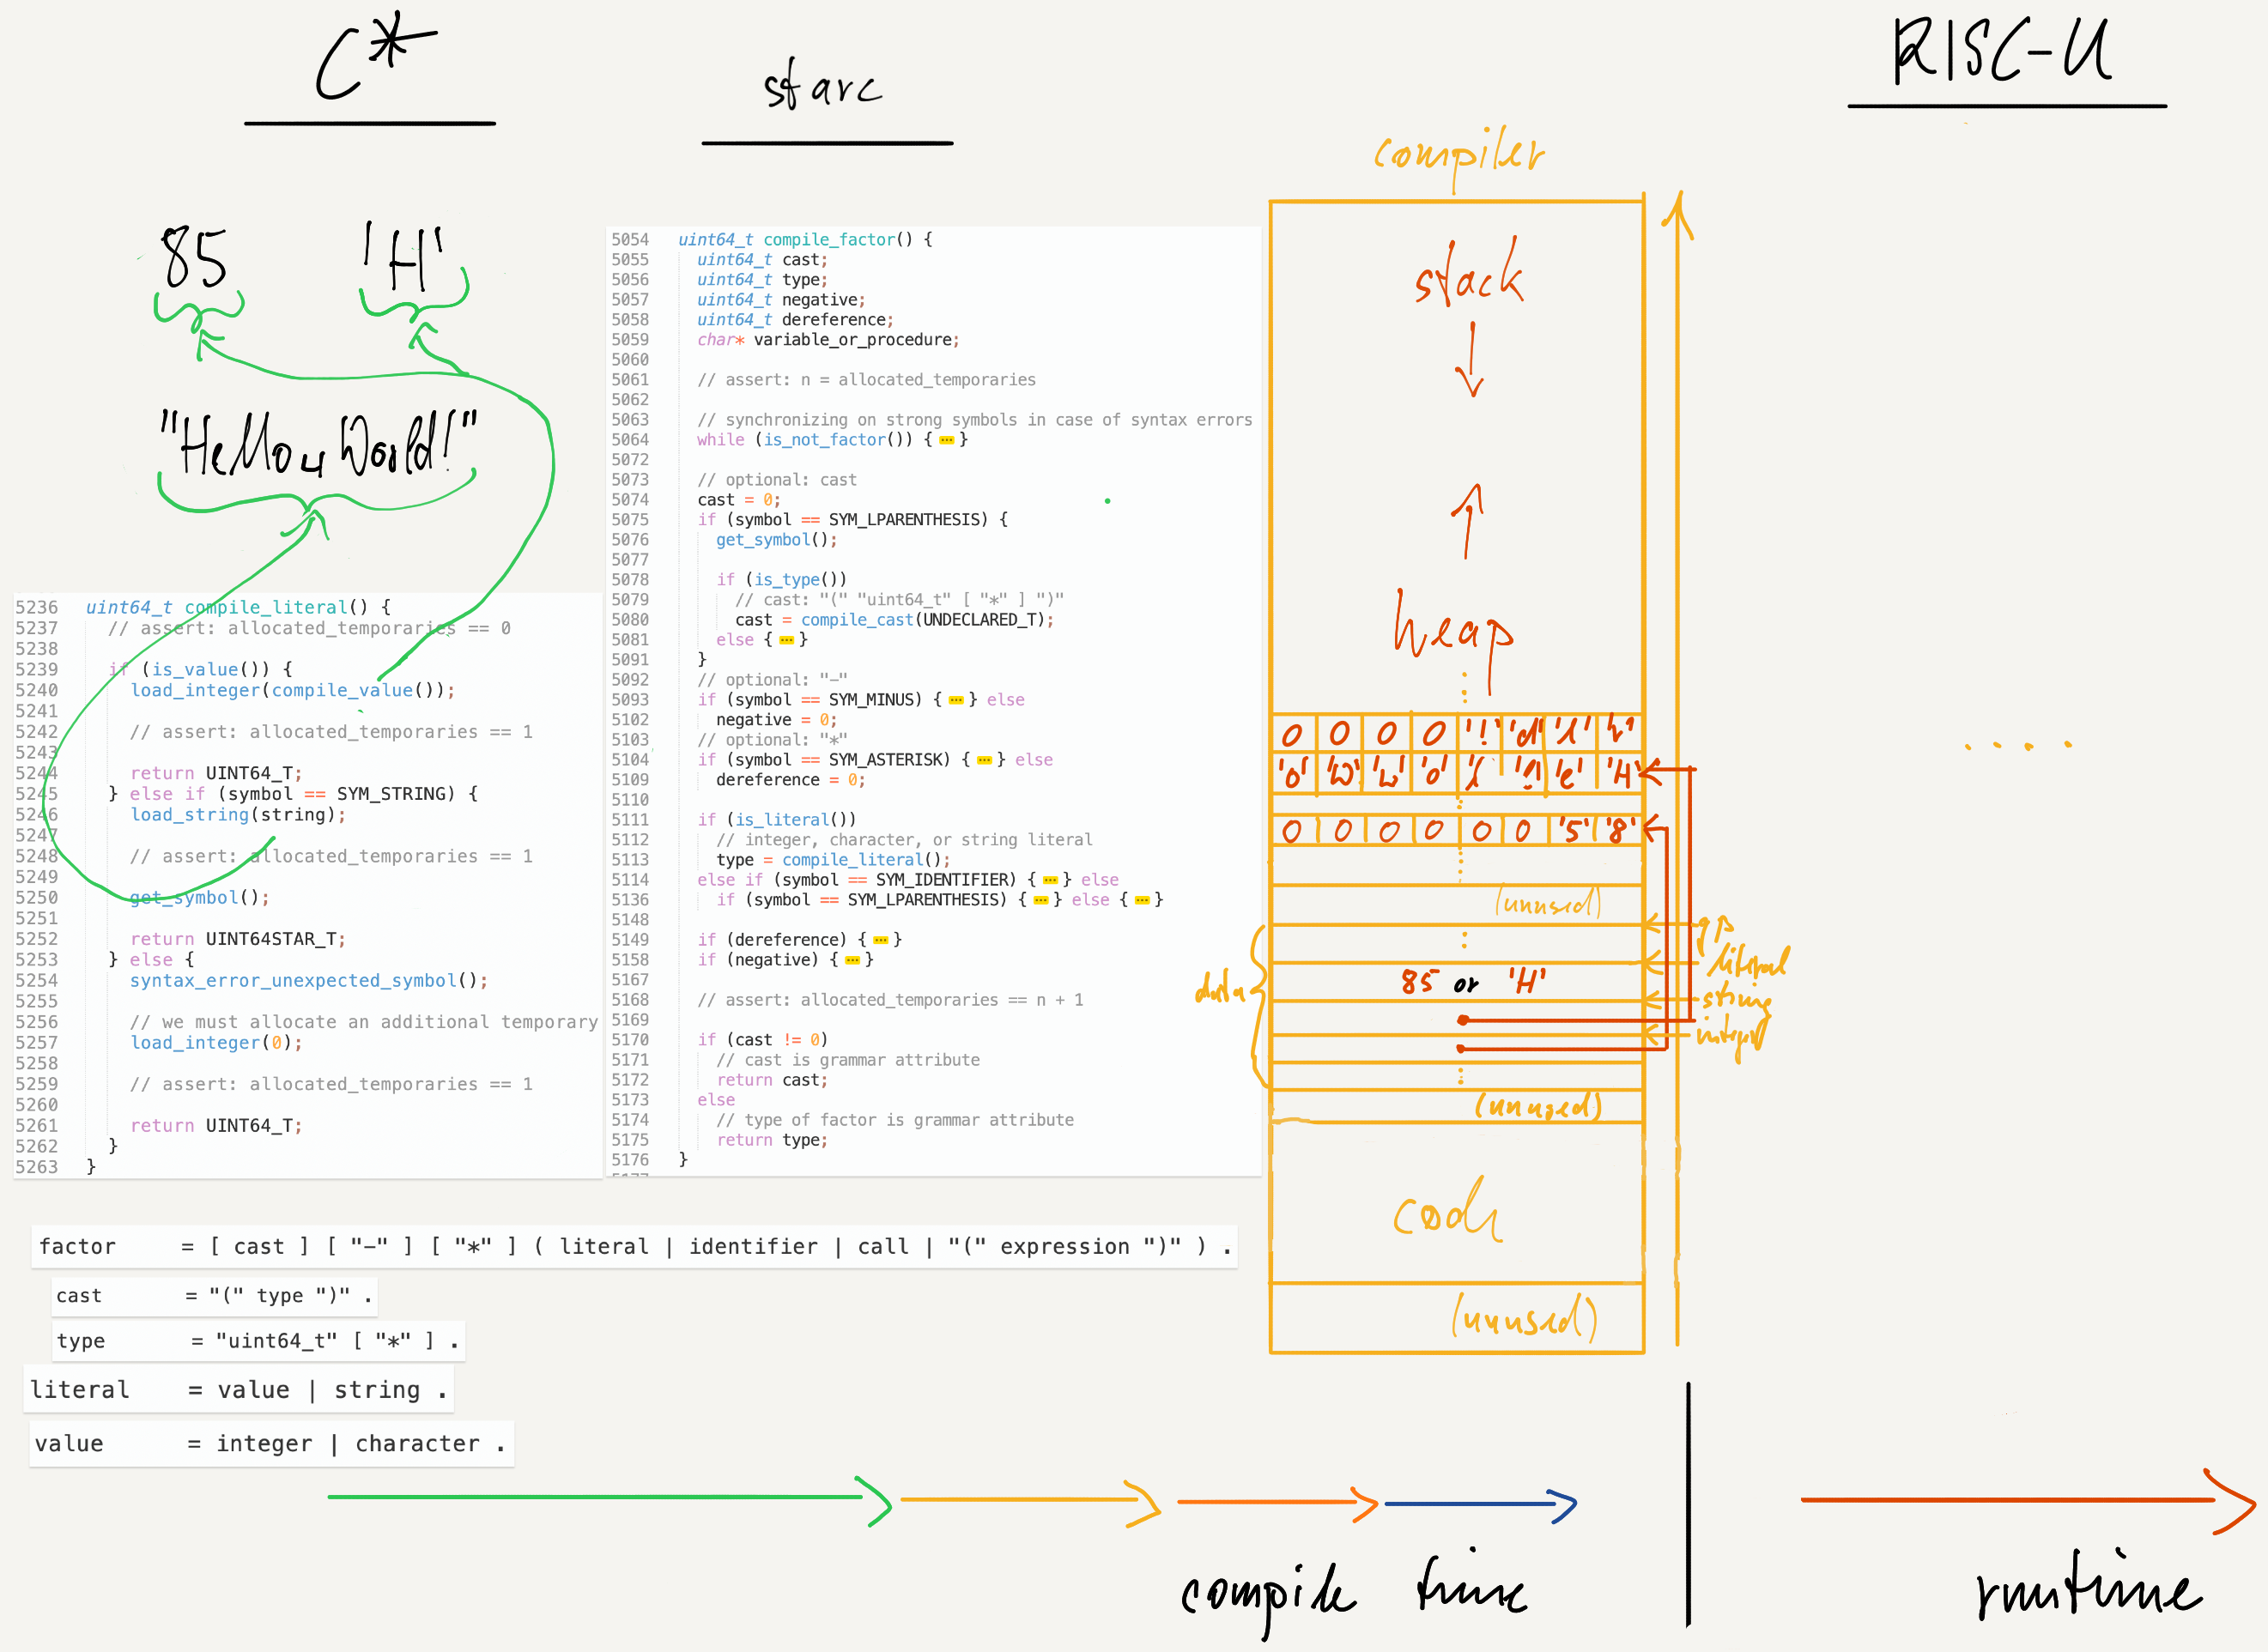 C*
starc
RISC-U
compiler
85 'H'
"Hello␣World!"
5236 uint64_t compile_literal() {
5237 // assert: allocated_temporaries == 0
5238
5239 if (is_value()) {
5240 load_integer(compile_value());
5241
5242 // assert: allocated_temporaries == 1
5243
5244 return UINT64_T;
5245 } else if (symbol == SYM_STRING) {
5246 load_string(string);
5247
5248 // assert: allocated_temporaries == 1
5249
5250 get_symbol();
5251
5252 return UINT64STAR_T;
5253 } else {
5254 syntax_error_unexpected_symbol();
5255
5256 // we must allocate an additional temporary
5257 load_integer(0);
5258
5259 // assert: allocated_temporaries == 1
5260
5261 return UINT64_T;
5262 }
5263 }
5054 uint64_t compile_factor() {
5055 uint64_t cast;
5056 uint64_t type;
5057 uint64_t negative;
5058 uint64_t dereference;
5059 char* variable_or_procedure;
5060
5061 // assert: n = allocated_temporaries
5062
5063 // synchronizing on strong symbols in case of syntax errors
5064 while (is_not_factor()) { ··· }
5072
5073 // optional: cast
5074 cast = 0;
5075 if (symbol == SYM_LPARENTHESIS) {
5076 get_symbol();
5077
5078 if (is_type())
5079 // cast: "(" "uint64_t" [ "*" ] ")"
5080 cast = compile_cast(UNDECLARED_T);
5081 else { ··· }
5091 }
5092 // optional: "-"
5093 if (symbol == SYM_MINUS) { ··· } else
5102 negative = 0;
5103 // optional: "*"
5104 if (symbol == SYM_ASTERISK) { ··· } else
5109 dereference = 0;
5110
5111 if (is_literal())
5112 // integer, character, or string literal
5113 type = compile_literal();
5114 else if (symbol == SYM_IDENTIFIER) { ··· } else
5136 if (symbol == SYM_LPARENTHESIS) { ··· } else { ··· }
5148
5149 if (dereference) { ··· }
5158 if (negative) { ··· }
5167
5168 // assert: allocated_temporaries == n + 1
5169
5170 if (cast != 0)
5171 // cast is grammar attribute
5172 return cast;
5173 else
5174 // type of factor is grammar attribute
5175 return type;
5176 }
stack
heap
0 0 0 0 '!' 'd' 'l' 'r'
'o' 'W' '␣' 'o' 'l' 'l' 'e' 'H'
0 0 0 0 0 0 '5' '8'
(unused)
gp
literal
85 or 'H'
data
string
integer
(unused)
code
(unused)
factor = [ cast ] [ "-" ] [ "*" ] ( literal | identifier | call | "(" expression ")" ) .
cast = "(" type ")" .
type = "uint64_t" [ "*" ] .
literal = value | string .
value = integer | character .
compile time
runtime